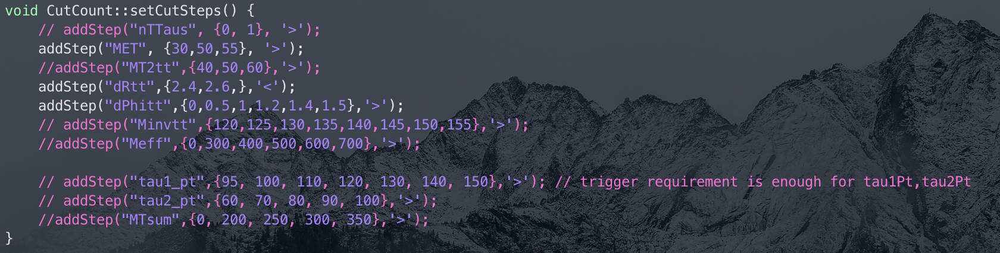 void CutCount::setCutSteps() {
    // addStep("nTTaus", {0, 1}, '>');
    addStep("MET", {30,50,55}, '>');
    //addStep("MT2tt",{40,50,60},'>');
    addStep("dRtt",{2.4,2.6,},'<');
    addStep("dPhitt",{0,0.5,1,1.2,1.4,1.5},'>');
    // addStep("Minvtt",{120,125,130,135,140,145,150,155},'>');
    //addStep("Meff",{0,300,400,500,600,700},'>');

    // addStep("tau1_pt",{95, 100, 110, 120, 130, 140, 150},'>'); // trigger requirement is enough for tau1Pt,tau2Pt
    // addStep("tau2_pt",{60, 70, 80, 90, 100},'>');
    //addStep("MTsum",{0, 200, 250, 300, 350},'>');
}